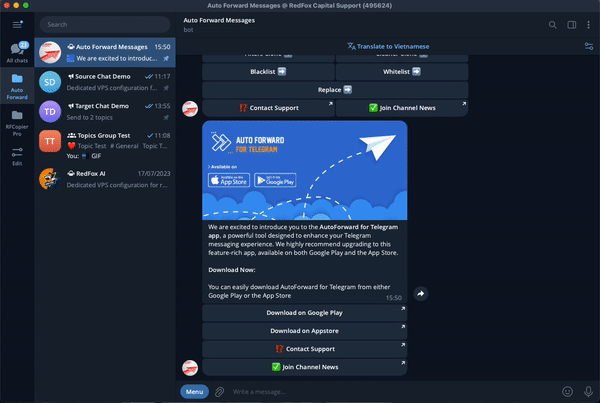 Auto Forward Messages @ RedFox Capital Support (495624)
Search
Auto Forward Messages
bot
23
All chats
Auto Forward
RFCopier Pro
Edit
Auto Forward Messages 15:50
We are excited to introduc...
SD
Source Chat Demo 11:17
Dedicated VPS configuration f...
TD
Target Chat Demo 13:55
Send to 2 topics
TT
Topics Group Test 11:08
Topic Test # General Topic T...
You: GIF
RedFox AI 17/07/2023
Dedicated VPS configuration for r...
Translate to Vietnamese
Blacklist
Whitelist
Replace
Contact Support
Join Channel News
AUTO FORWARD
FOR TELEGRAM
Available on
App Store
Google Play
We are excited to introduce you to the AutoForward for Telegram
app, a powerful tool designed to enhance your Telegram
messaging experience. We highly recommend upgrading to this
feature-rich app, available on both Google Play and the App Store.
Download Now:
You can easily download AutoForward for Telegram from either
Google Play or the App Store
15:50
Download on Google Play
Download on Appstore
Contact Support
Join Channel News
Menu
Write a message...